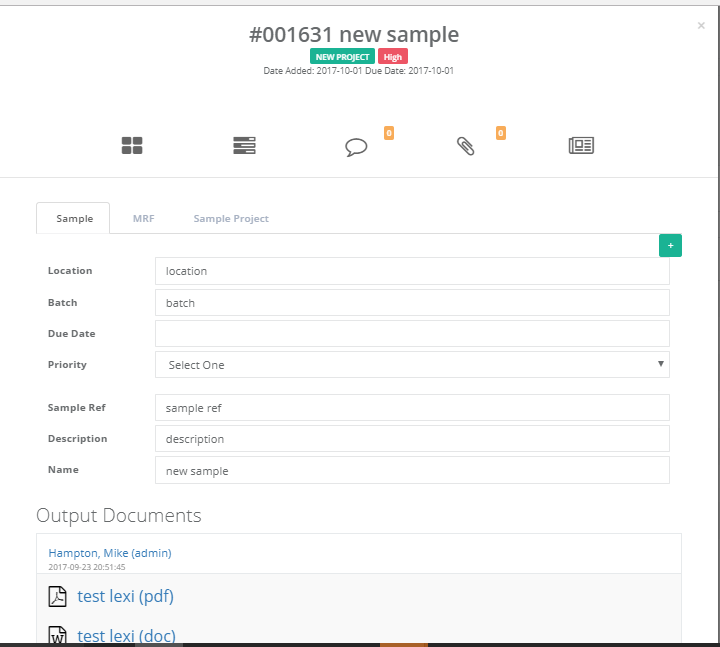 ×
#001631 new sample
NEW PROJECT High
Date Added: 2017-10-01 Due Date: 2017-10-01
0 0
Sample MRF Sample Project
+
Location location
Batch batch
Due Date
Priority Select One
Sample Ref sample ref
Description description
Name new sample
Output Documents
Hampton, Mike (admin)
2017-09-23 20:51:45
test lexi (pdf)
W test lexi (doc)